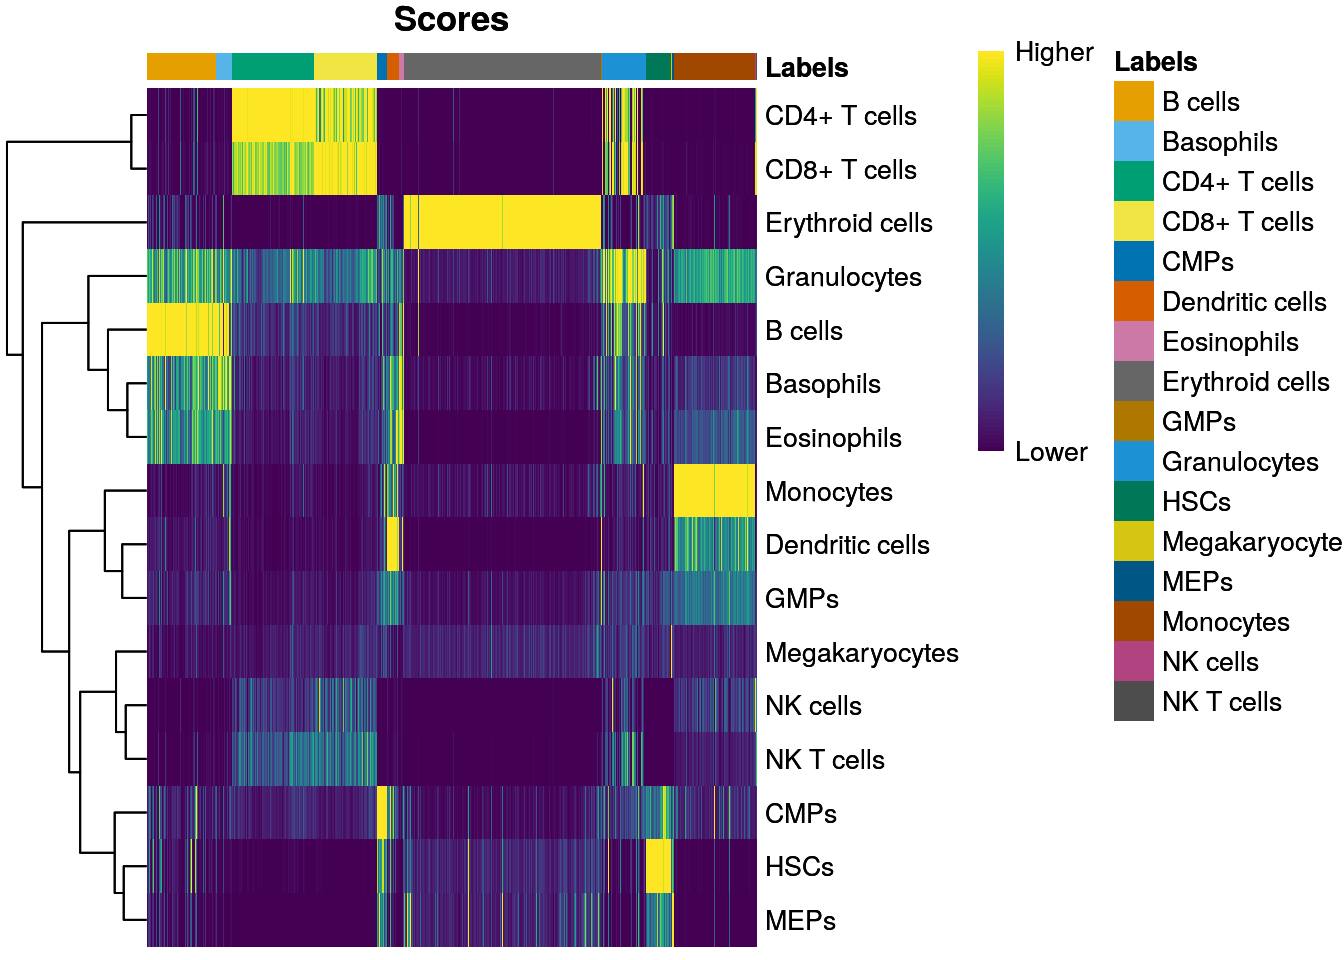 Scores
Labels
CD4+ T cells
CD8+ T cells
Erythroid cells
Granulocytes
B cells
Basophils
Eosinophils
Monocytes
Dendritic cells
GMPs
Megakaryocytes
NK cells
NK T cells
CMPs
HSCs
MEPs
Higher
Lower
Labels
B cells
Basophils
CD4+ T cells
CD8+ T cells
CMPs
Dendritic cells
Eosinophils
Erythroid cells
GMPs
Granulocytes
HSCs
Megakaryocyte
MEPs
Monocytes
NK cells
NK T cells